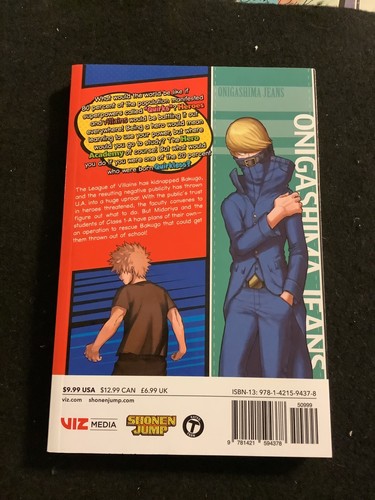 What would the world be like if
80 percent of the population manifested
superpowers called "Quirks"? Heroes
and villains would be battling it out
everywhere! Being a hero would mean
learning to use your power, but where
would you go to study? The Hero
Academy of course! But what would
you do if you were one of the 20 percent
who were born Quirkless?
The League of Villains has kidnapped Bakugo,
and the resulting negative publicity has thrown
U.A. into a huge uproar. With the public's trust
in heroes threatened, the faculty convenes to
figure out what to do. But Midoriya and the
students of Class 1-A have plans of their own—
an operation to rescue Bakugo that could get
them thrown out of school!
ONIGASHIMA JEANS
ONIGASHIMA JEANS
$9.99 USA $12.99 CAN £6.99 UK
viz.com shonenjump.com
VIZ MEDIA
SHONEN
JUMP
T
ISBN-13: 978-1-4215-9437-8
50999
9 781421 594378